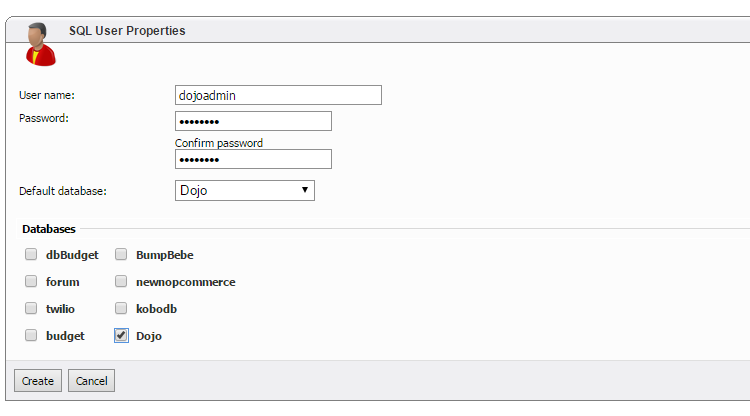 SQL User Properties
User name: dojoadmin
Password: ••••••••
Confirm password
••••••••
Default database: Dojo
Databases
dbBudget BumpBebe
forum newnopcommerce
twilio kobodb
budget Dojo
Create Cancel